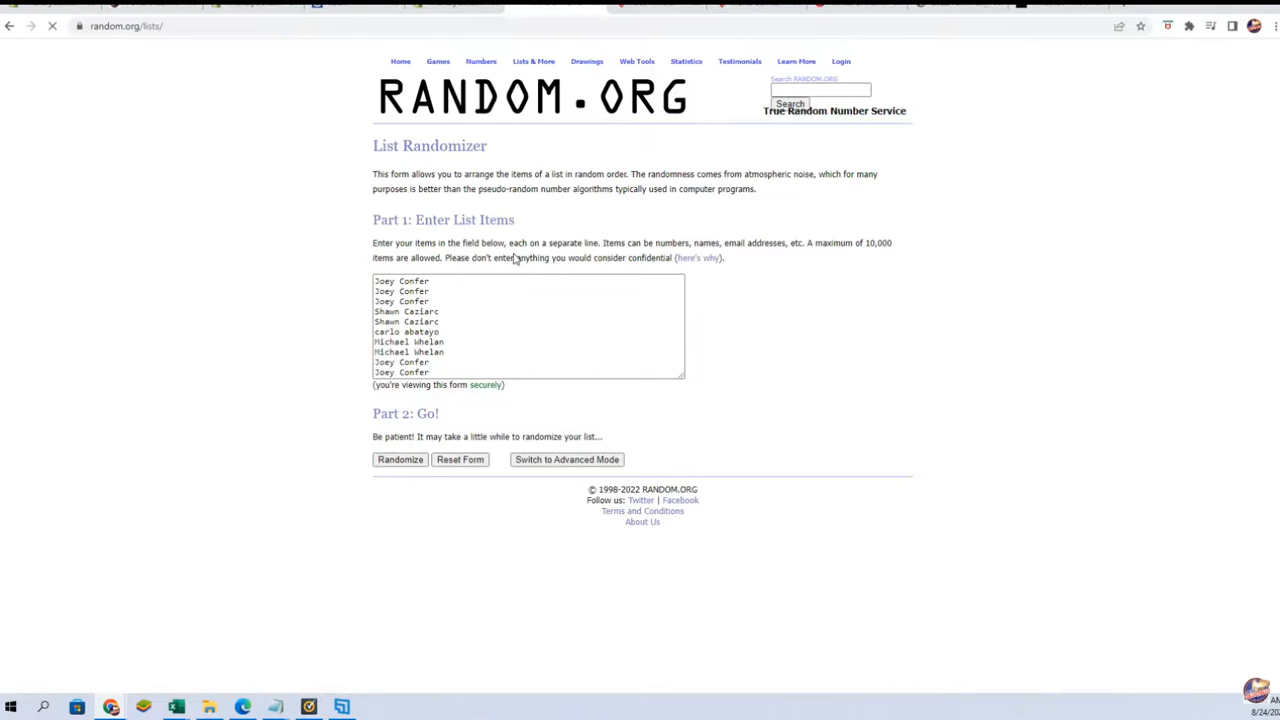 random.org/lists/
Home Games Numbers Lists & More Drawings Web Tools Statistics Testimonials Learn More Login
Search RANDOM.ORG
RANDOM.ORG
Search
True Random Number Service
List Randomizer
This form allows you to arrange the items of a list in random order. The randomness comes from atmospheric noise, which for many
purposes is better than the pseudo-random number algorithms typically used in computer programs.
Part 1: Enter List Items
Enter your items in the field below, each on a separate line. Items can be numbers, names, email addresses, etc. A maximum of 10,000
items are allowed. Please don't enter anything you would consider confidential (here's why).
Joey Confer
Joey Confer
Joey Confer
Shawn Caziarc
Shawn Caziarc
carlo abatayo
Michael Whelan
Michael Whelan
Joey Confer
Joey Confer
(you're viewing this form securely)
Part 2: Go!
Be patient! It may take a little while to randomize your list...
Randomize Reset Form Switch to Advanced Mode
© 1998-2022 RANDOM.ORG
Follow us: Twitter | Facebook
Terms and Conditions
About Us